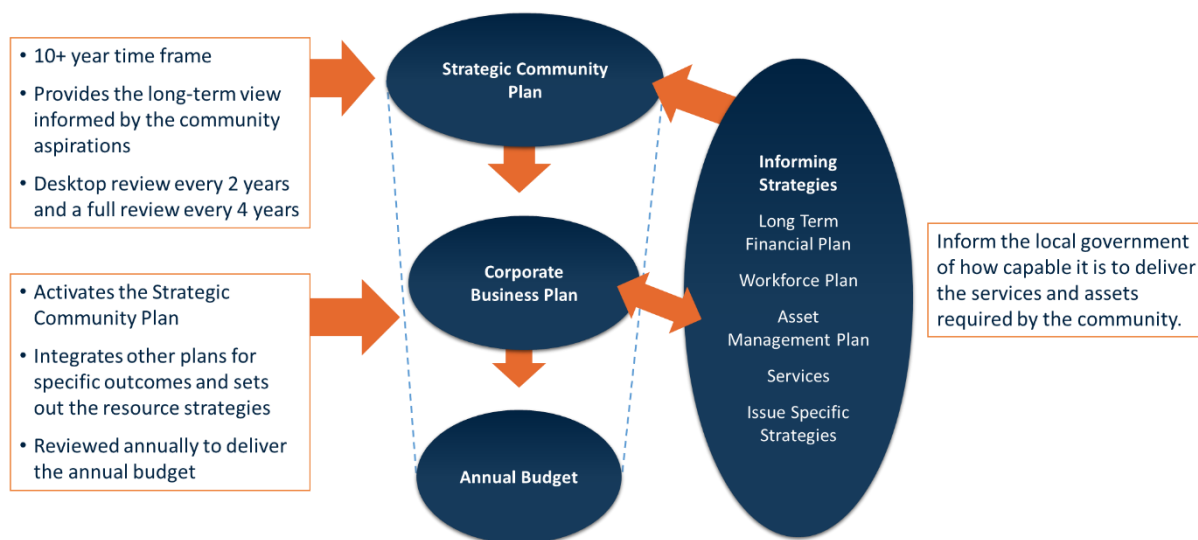 • 10+ year time frame
• Provides the long-term view
informed by the community
aspirations
• Desktop review every 2 years
and a full review every 4 years
• Activates the Strategic
Community Plan
• Integrates other plans for
specific outcomes and sets
out the resource strategies
• Reviewed annually to deliver
the annual budget
Strategic Community
Plan
Corporate
Business Plan
Annual Budget
Informing
Strategies
Long Term
Financial Plan
Workforce Plan
Asset
Management Plan
Services
Issue Specific
Strategies
Inform the local government
of how capable it is to deliver
the services and assets
required by the community.